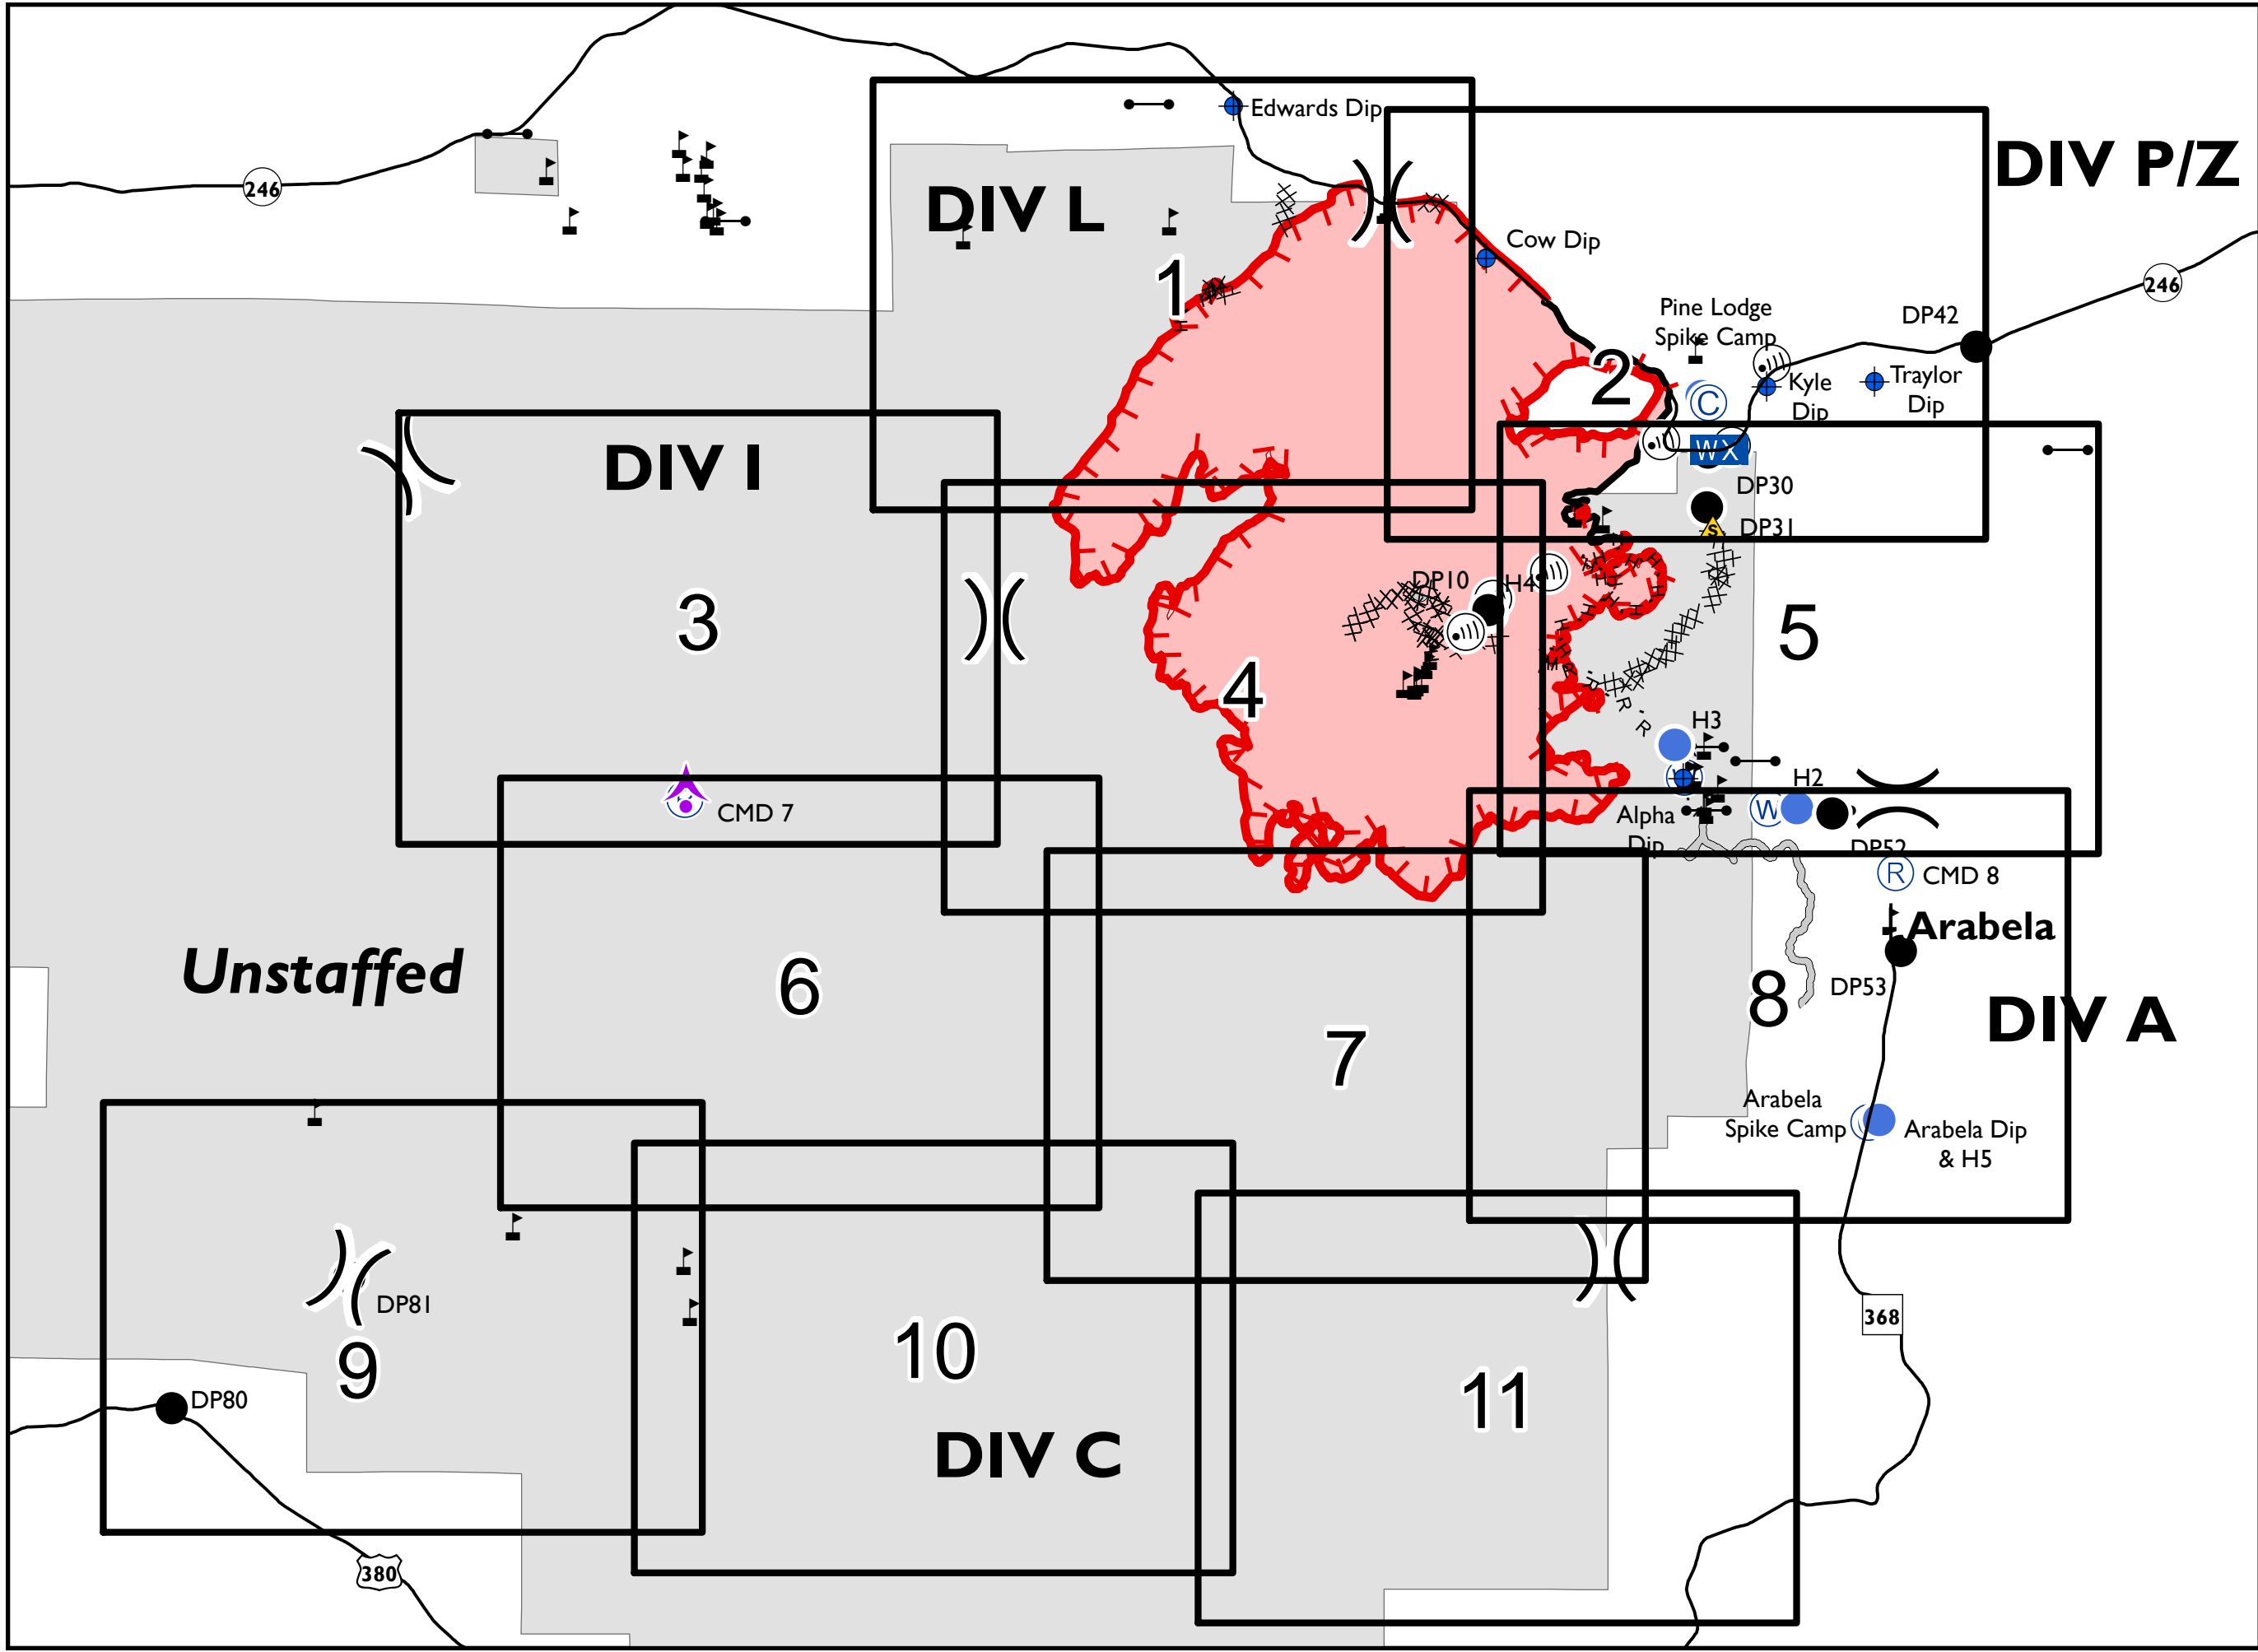 Edwards Dip
DIV P/Z
246
DIV L
Cow Dip
1
246
Pine Lodge
Spike Camp
DP42
2
Kyle
Dip
Traylor
Dip
C
DIV I
WX
DP30
DP31
S
DP10
H4
3
5
4
H3
H2
W
CMD 7
Alpha
Dip
DP52
R
CMD 8
Arabela
Unstaffed
6
8
DP53
DIV A
7
Arabela
Spike Camp
Arabela Dip
& H5
DP81
368
9
10
11
DP80
DIV C
380